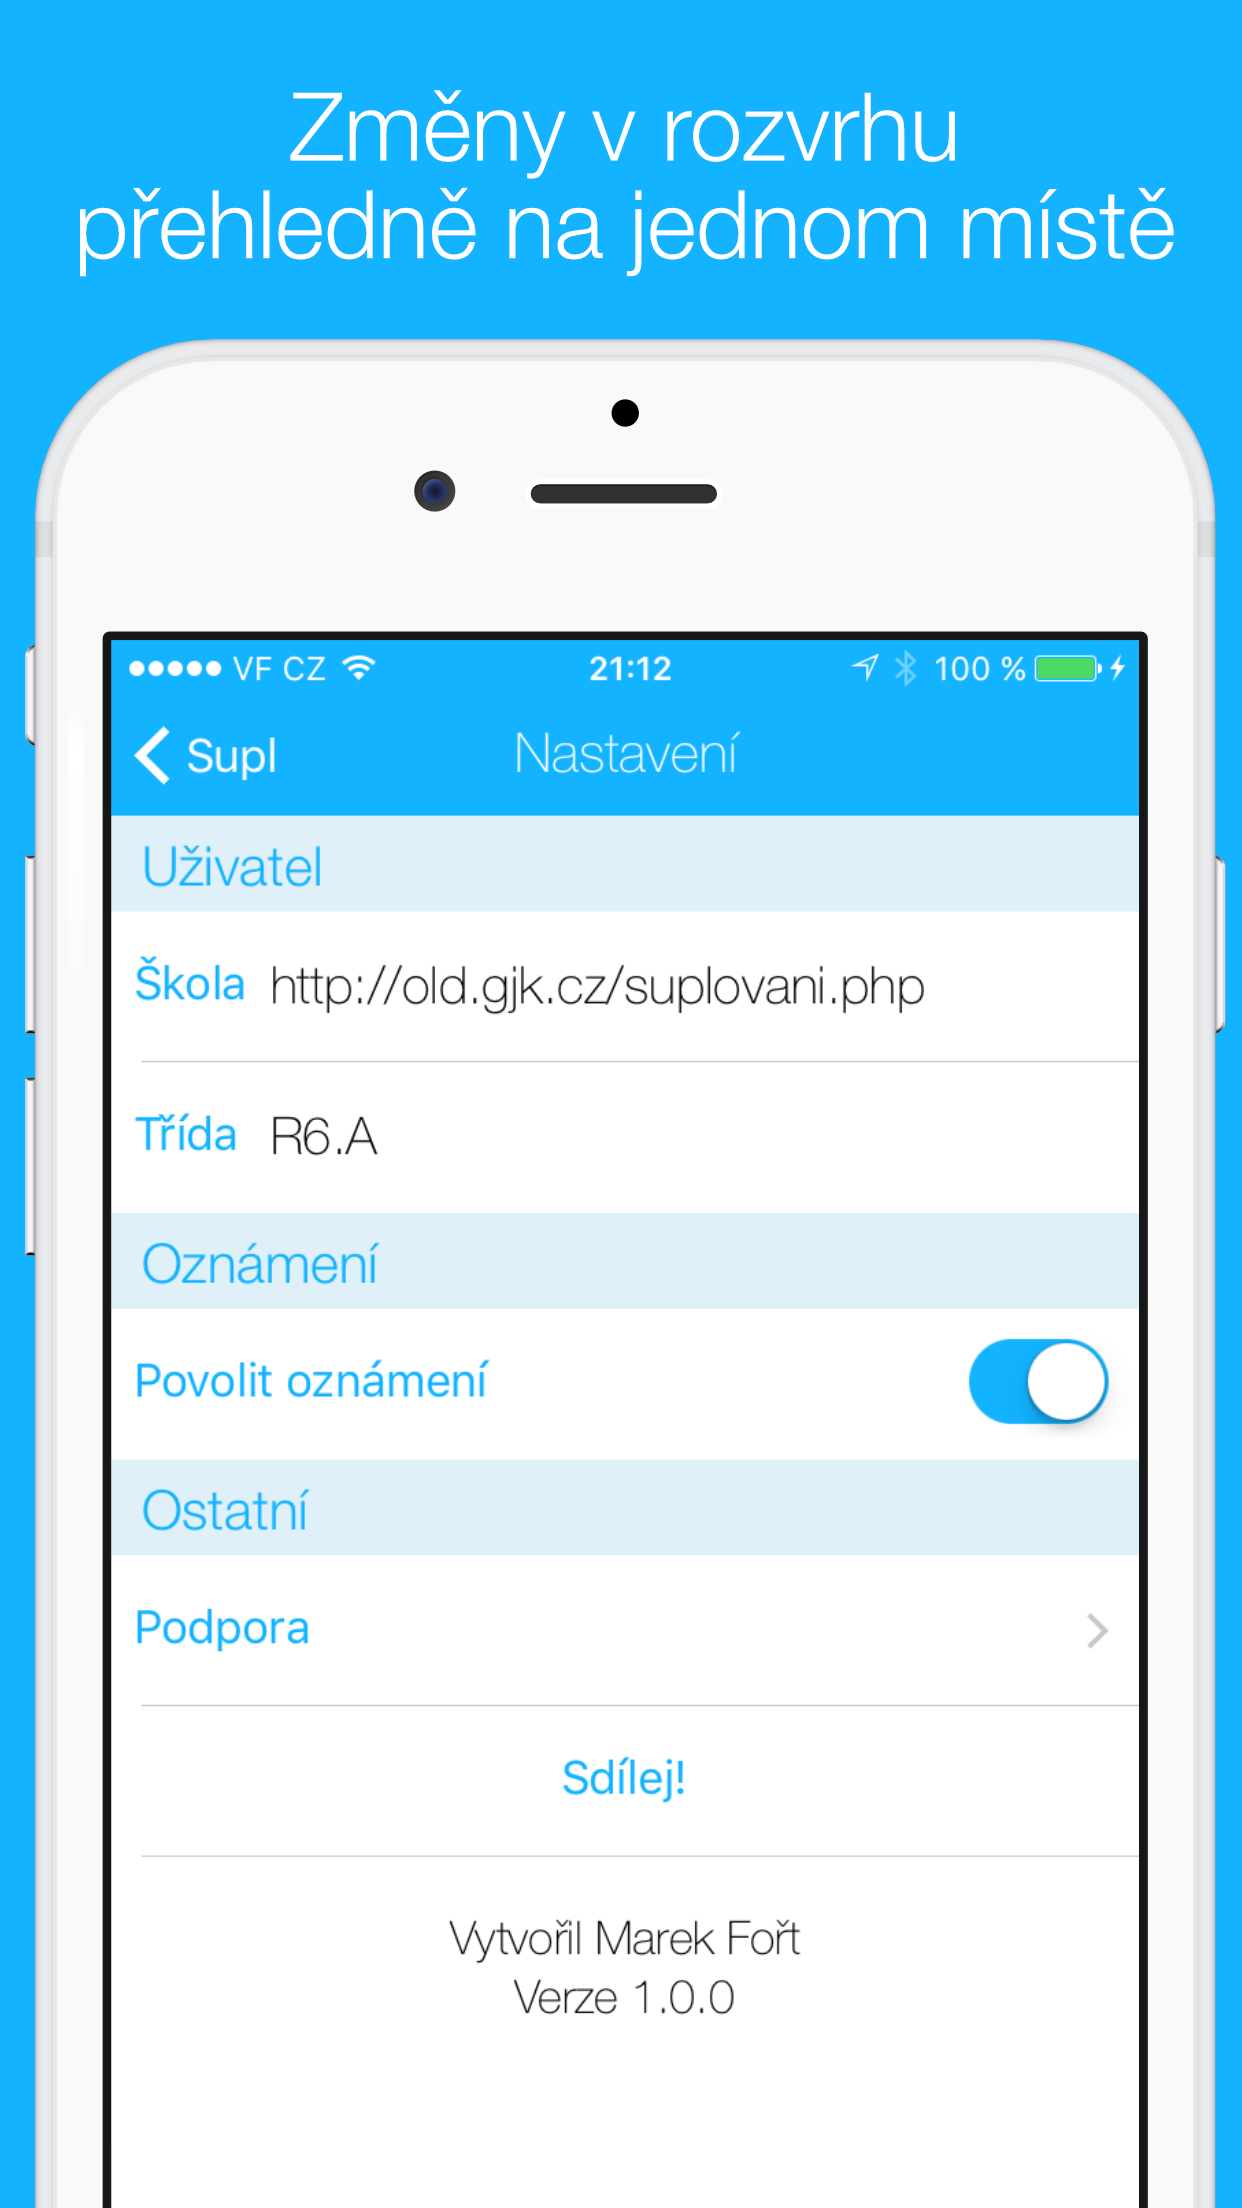 Změny v rozvrhu
přehledně na jednom místě
VF CZ 21:12 100 %
Supl Nastavení
Uživatel
Škola http://old.gjk.cz/suplovani.php
Třída R6.A
Oznámení
Povolit oznámení
Ostatní
Podpora
Sdílej!
Vytvořil Marek Fořt
Verze 1.0.0